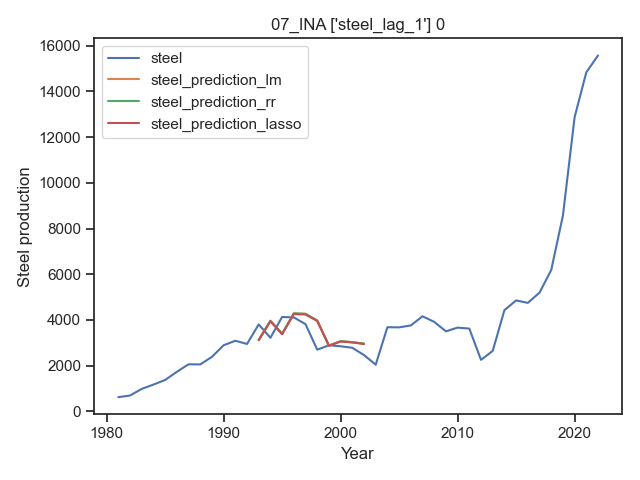 07_INA ['steel_lag_1'] 0
steel
steel_prediction_lm
steel_prediction_rr
steel_prediction_lasso
Steel production
16000
14000
12000
10000
8000
6000
4000
2000
0
1980
1990
2000
2010
2020
Year